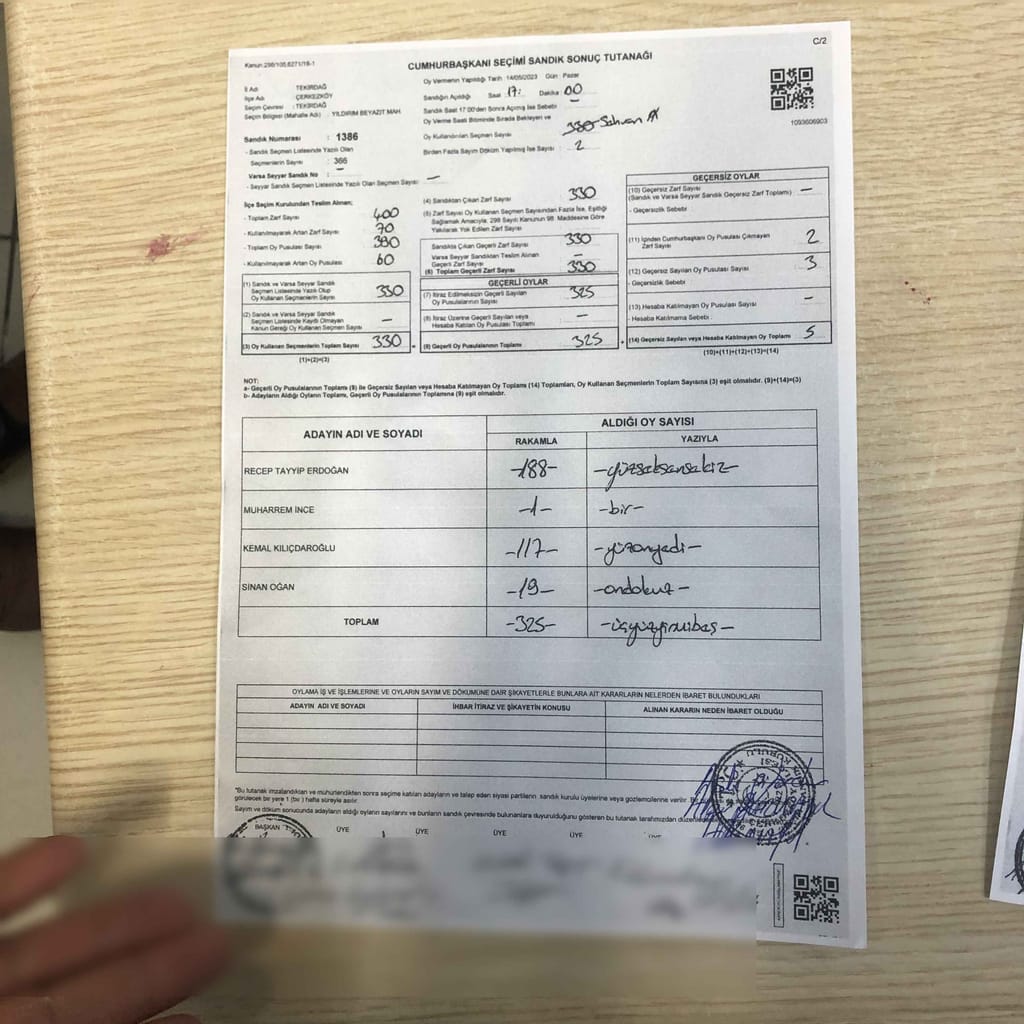 C/2
Kanun:298/105,6271/18-1
CUMHURBAŞKANI SEÇİMİ SANDIK SONUÇ TUTANAĞI
İl Adı : TEKİRDAĞ
İlçe Adı : ÇERKEZKÖY
Seçim Çevresi : TEKİRDAĞ
Seçim Bölgesi (Mahalle Adı) : YILDIRIM BEYAZIT MAH.
Sandık Numarası : 1386
- Sandık Seçmen Listesinde Yazılı Olan
Seçmenlerin Sayısı : 366
Varsa Seyyar Sandık No : –
- Seyyar Sandık Seçmen Listesinde Yazılı Olan Seçmen Sayısı : –
Oy Vermenin Yapıldığı Tarih : 14/05/2023 Gün : Pazar
Sandığın Açıldığı Saat 17: Dakika 00
Sandık Saat 17:00'den Sonra Açılmış İse Sebebi : –
Oy Verme Saati Bitiminde Sırada Bekleyen ve
Oy Kullandırılan Seçmen Sayısı :
Birden Fazla Sayım Döküm Yapılmış İse Sayısı : 2
1093606903
İlçe Seçim Kurulundan Teslim Alınan;
- Toplam Zarf Sayısı : 400
- Kullanılmayarak Artan Zarf Sayısı : 70
- Toplam Oy Pusulası Sayısı : 390
- Kullanılmayarak Artan Oy Pusulası : 60
(1) Sandık ve Varsa Seyyar Sandık
Seçmen Listesinde Yazılı Olup
Oy Kullanan Seçmenlerin Sayısı 330
(2) Sandık ve Varsa Seyyar Sandık
Seçmen Listesinde Kaydı Olmayan
Kanun Gereği Oy Kullanan Seçmen Sayısı –
(3) Oy Kullanan Seçmenlerin Toplam Sayısı 330
(1)+(2)=(3)
(4) Sandıktan Çıkan Zarf Sayısı : 330
(5) Zarf Sayısı Oy Kullanan Seçmen Sayısından Fazla İse, Eşitliği
Sağlamak Amacıyla; 298 Sayılı Kanunun 98. Maddesine Göre
Yakılarak Yok Edilen Zarf Sayısı
Sandıkta Çıkan Geçerli Zarf Sayısı 330
Varsa Seyyar Sandıktan Teslim Alınan
Geçerli Zarf Sayısı –
(6) Toplam Geçerli Zarf Sayısı 330
GEÇERLİ OYLAR
(7) İtiraz Edilmeksizin Geçerli Sayılan
Oy Pusulalarının Sayısı 325
(8) İtiraz Üzerine Geçerli Sayılan veya
Hesaba Katılan Oy Pusulası Toplamı –
(9) Geçerli Oy Pusulalarının Toplamı 325
GEÇERSİZ OYLAR
(10) Geçersiz Zarf Sayısı
(Sandık ve Varsa Seyyar Sandık Geçersiz Zarf Toplamı) –
- Geçersizlik Sebebi :
(11) İçinden Cumhurbaşkanı Oy Pusulası Çıkmayan
Zarf Sayısı 2
(12) Geçersiz Sayılan Oy Pusulası Sayısı 3
- Geçersizlik Sebebi :
(13) Hesaba Katılmayan Oy Pusulası Sayısı –
- Hesaba Katılmama Sebebi :
(14) Geçersiz Sayılan veya Hesaba Katılmayan Oy Toplamı 5
(10)+(11)+(12)+(13)=(14)
NOT:
a- Geçerli Oy Pusulalarının Toplamı (9) ile Geçersiz Sayılan veya Hesaba Katılmayan Oy Toplamı (14) Toplamları, Oy Kullanan Seçmenlerin Toplam Sayısına (3) eşit olmalıdır. (9)+(14)=(3)
b- Adayların Aldığı Oyların Toplamı, Geçerli Oy Pusulalarının Toplamına (9) eşit olmalıdır.
ADAYIN ADI VE SOYADI
ALDIĞI OY SAYISI
RAKAMLA YAZIYLA
RECEP TAYYİP ERDOĞAN -188- -yüzseksensekiz-
MUHARREM İNCE -1- -bir-
KEMAL KILIÇDAROĞLU -117- -yüzonyedi-
SİNAN OĞAN -19- -ondokuz-
TOPLAM -325- -üçyüzyirmibeş-
OYLAMA İŞ VE İŞLEMLERİNE VE OYLARIN SAYIM VE DÖKÜMÜNE DAİR ŞİKAYETLERLE BUNLARA AİT KARARLARIN NELERDEN İBARET BULUNDUKLARI
ADAYIN ADI VE SOYADI İHBAR İTİRAZ VE ŞİKAYETİN KONUSU ALINAN KARARIN NEDEN İBARET OLDUĞU
*Bu tutanak imzalandıktan ve mühürlendikten sonra seçime katılan adayların ve talep eden siyasi partilerin sandık kurulu üyelerine veya gözlemcilerine verilir. Bir
görülecek bir yere 1 (bir) hafta süreyle asılır.
Sayım ve döküm sonucunda adayların aldığı oyların sayılarını ve bunların sandık çevresinde bulunanlara duyurulduğunu gösteren bu tutanak tarafımızdan
BAŞKAN ÜYE ÜYE ÜYE ÜYE ÜYE